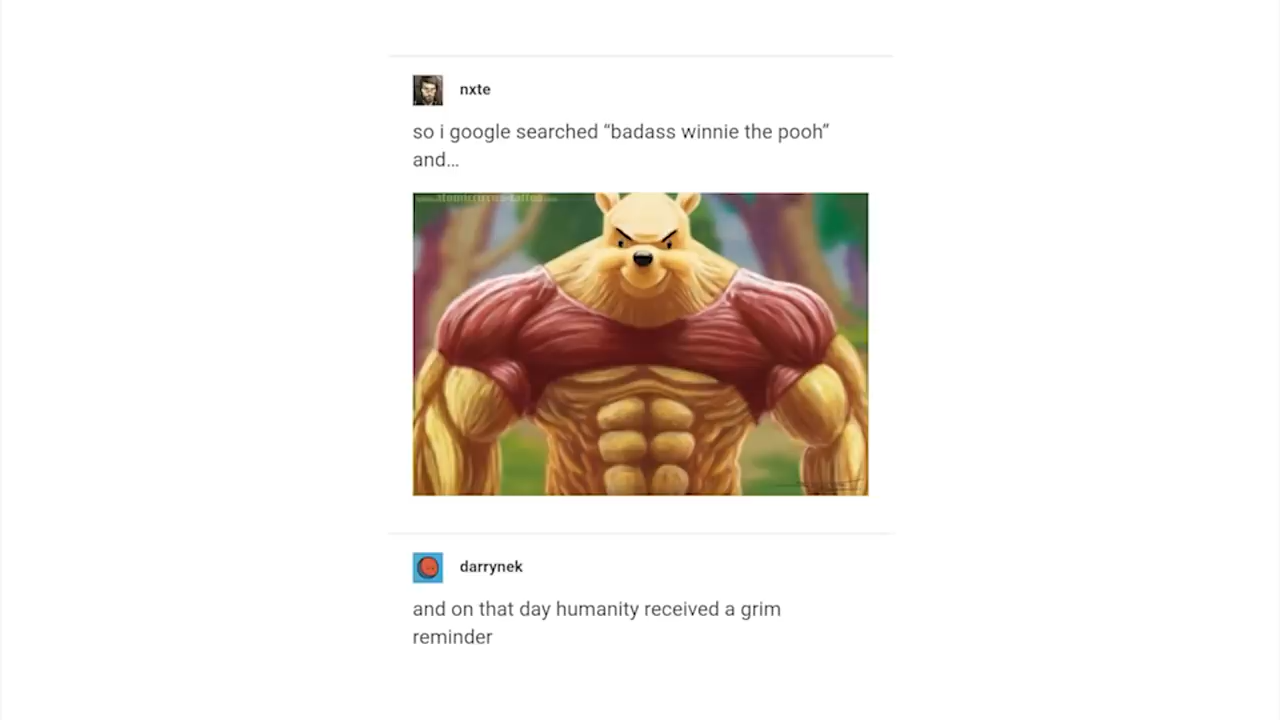 nxte
so i google searched “badass winnie the pooh”
and...
darrynek
and on that day humanity received a grim
reminder